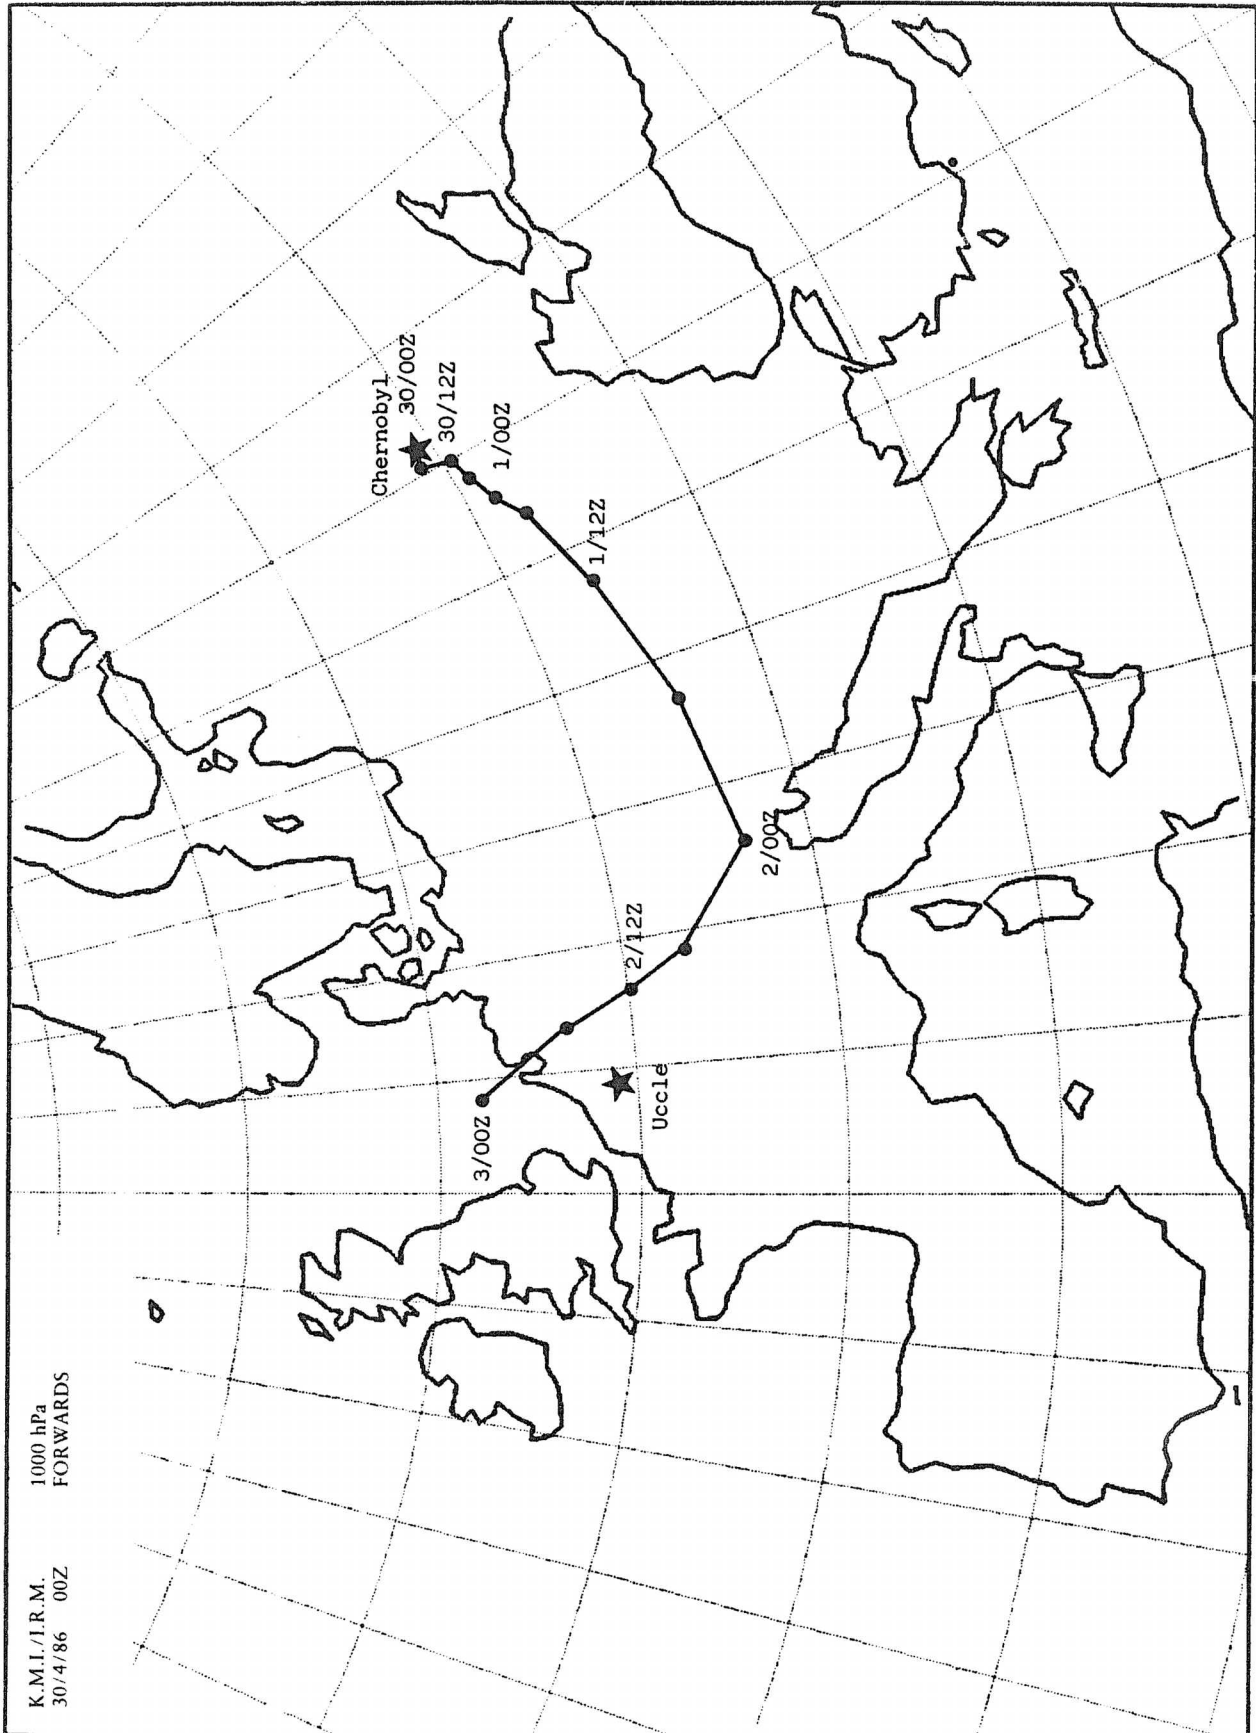 K.M.I./I.R.M. 1000 hPa
30/4/86 00Z FORWARDS
Chernobyl
30/00Z
30/12Z
1/00Z
1/12Z
2/00Z
2/12Z
3/00Z
Uccle